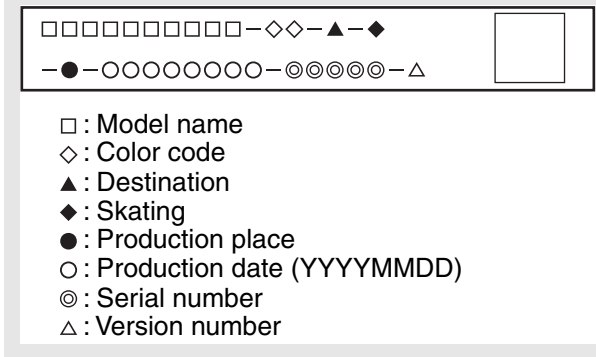 □□□□□□□□□□–◇◇–▲–◆
–●–○○○○○○○○–◎◎◎◎◎–△
□ : Model name
◇ : Color code
▲ : Destination
◆ : Skating
● : Production place
○ : Production date (YYYYMMDD)
◎ : Serial number
△ : Version number